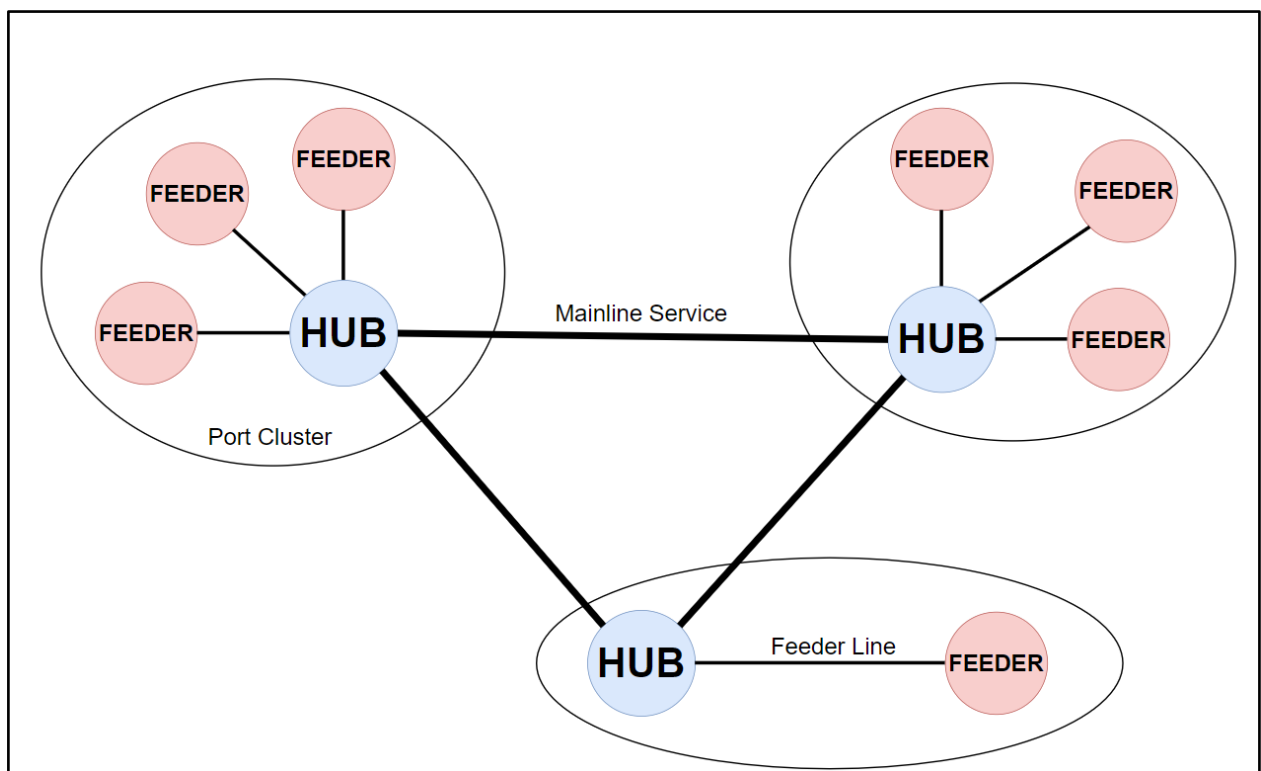 FEEDER
FEEDER
FEEDER
FEEDER
FEEDER
FEEDER
HUB
Mainline Service
HUB
Port Cluster
HUB
Feeder Line
FEEDER